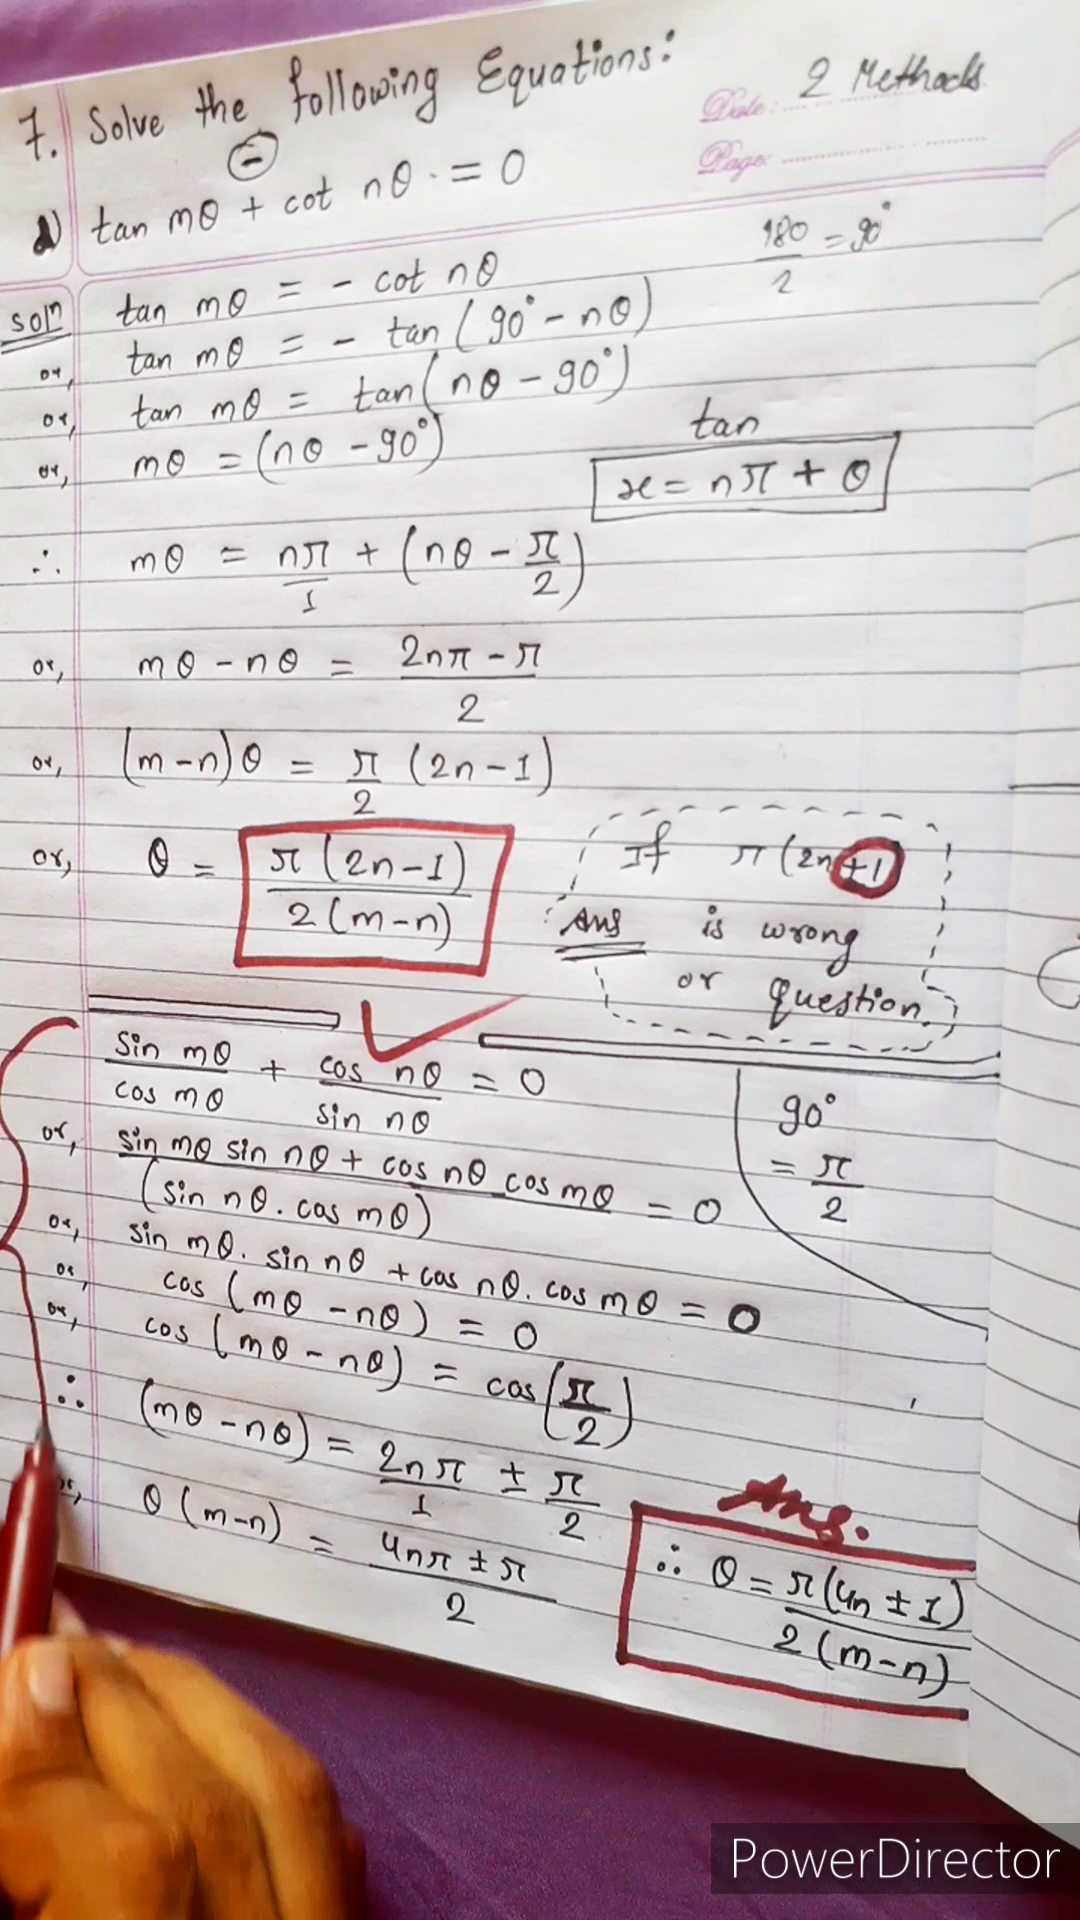 7. Solve the following Equations:
2 Methods
Date:
Page:
(-)
a) tan mθ + cot nθ = 0
180/2 = 90°
Solⁿ tan mθ = - cot nθ
or, tan mθ = - tan (90° - nθ)
or, tan mθ = tan (nθ - 90°)
or, mθ = (nθ - 90°)
tan
x = nπ + θ
∴ mθ = nπ/1 + (nθ - π/2)
or, mθ - nθ = 2nπ - π/2
or, (m-n)θ = π/2 (2n-1)
or, θ = π(2n-1)/2(m-n)
If π(2n+1)
Ans is wrong
or question.
sin mθ/cos mθ + cos nθ/sin nθ = 0
or, sin mθ sin nθ + cos nθ cos mθ/(sin nθ. cos mθ) = 0
or, sin mθ. sin nθ + cos nθ. cos mθ = 0
or, cos (mθ - nθ) = 0
or, cos (mθ - nθ) = cos (π/2)
∴ (mθ - nθ) = 2nπ/1 ± π/2
or, θ(m-n) = 4nπ ± π/2
90°
= π/2
Ans.
∴ θ = π(4n ± 1)/2(m-n)
PowerDirector